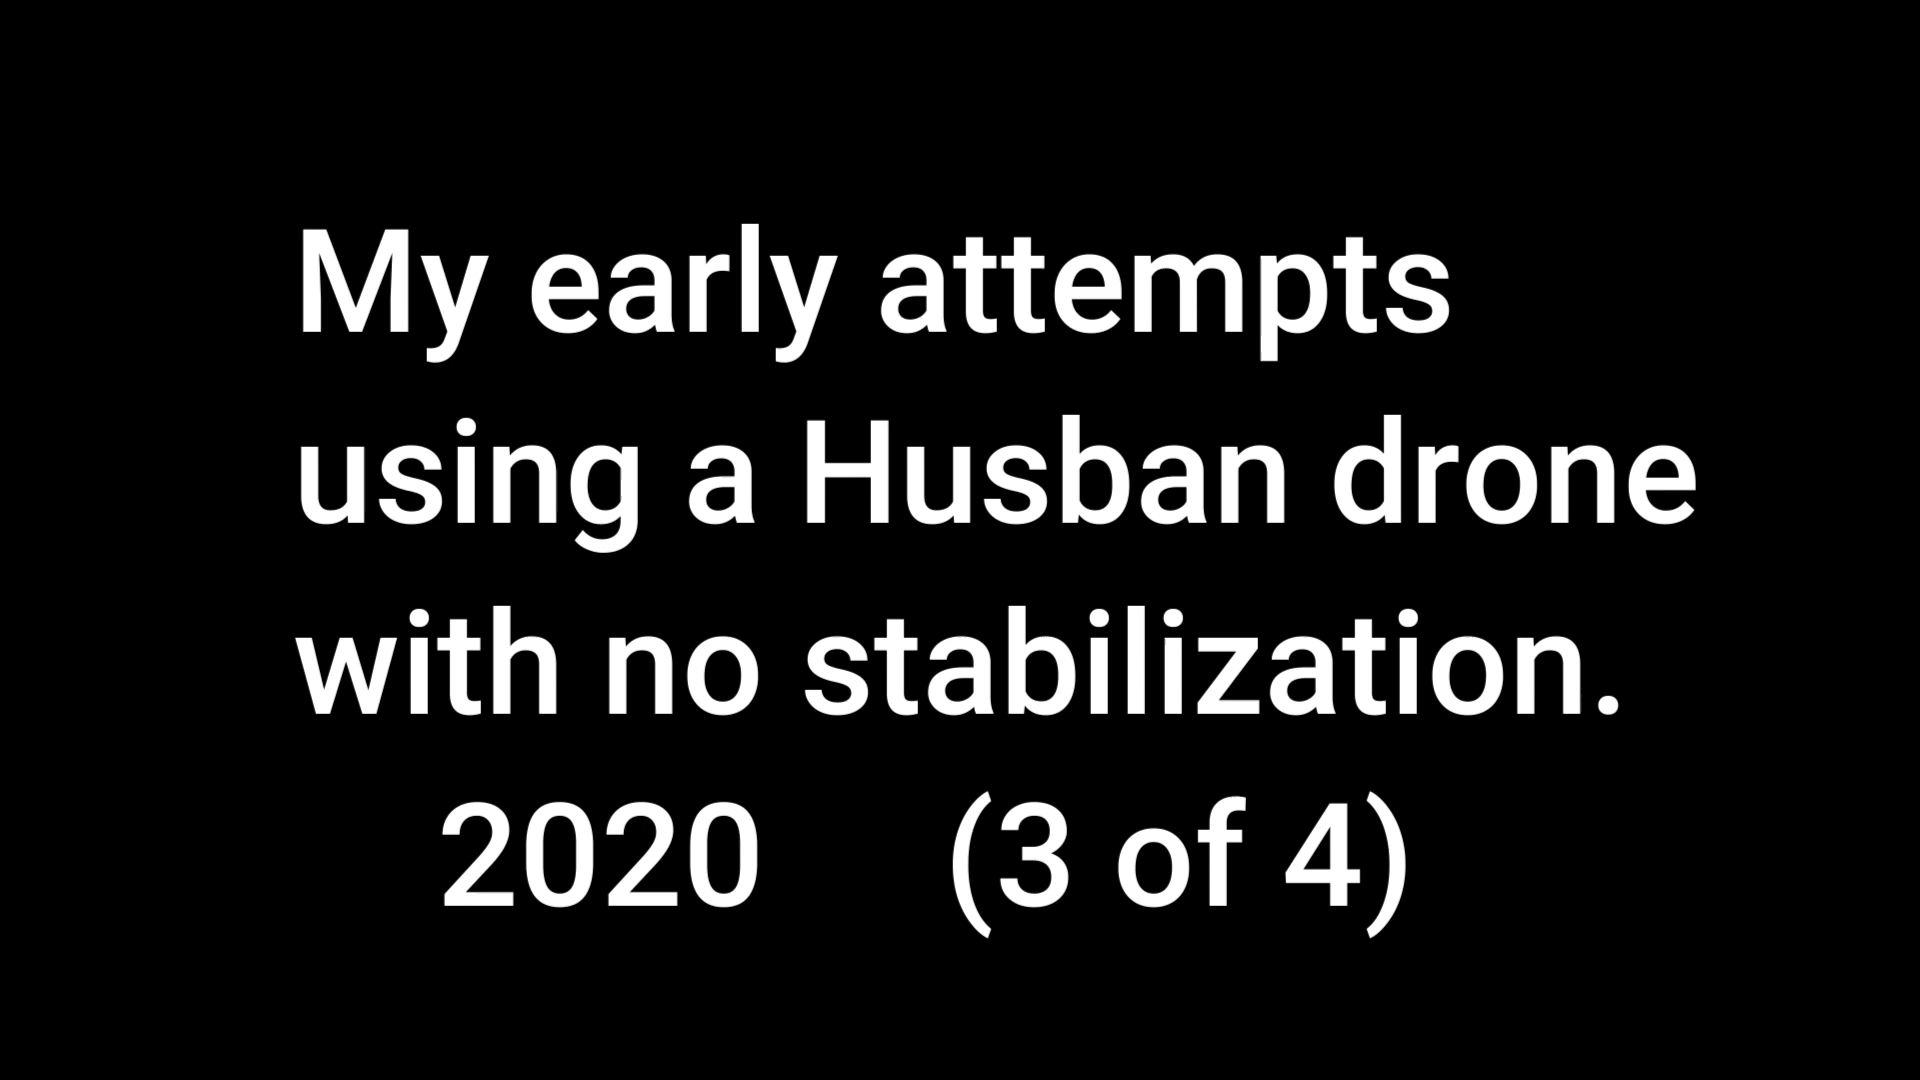 My early attempts
using a Husban drone
with no stabilization.
2020 (3 of 4)